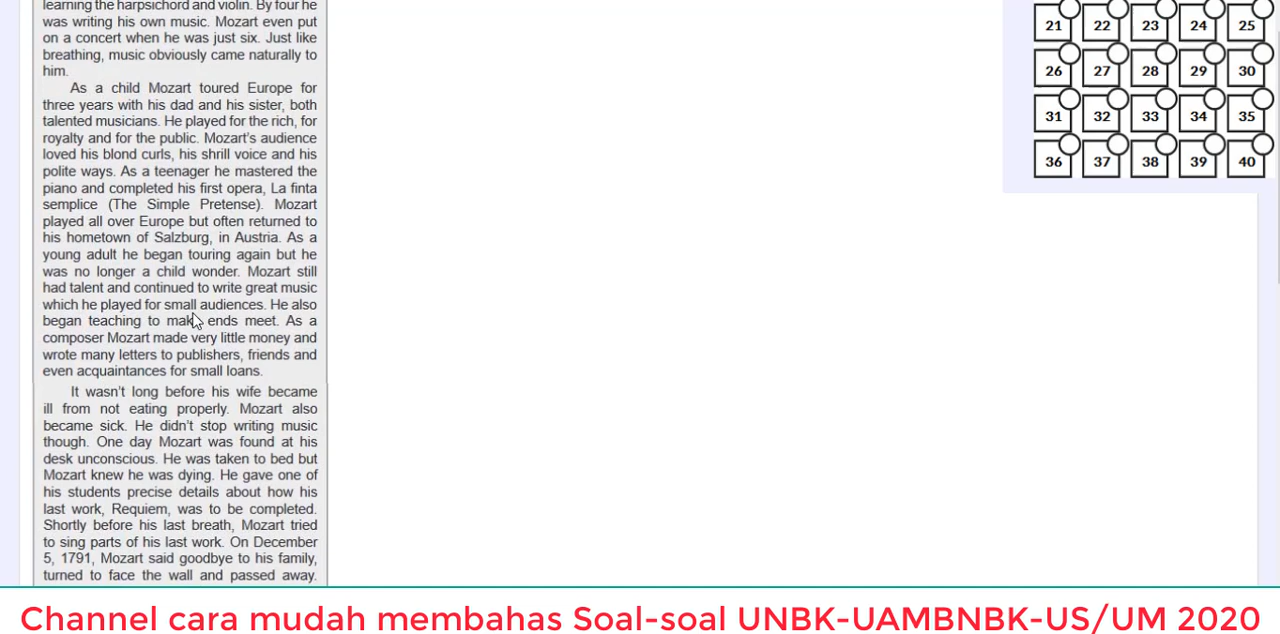 learning the harpsichord and violin. By four he
was writing his own music. Mozart even put
on a concert when he was just six. Just like
breathing, music obviously came naturally to
him.
As a child Mozart toured Europe for
three years with his dad and his sister, both
talented musicians. He played for the rich, for
royalty and for the public. Mozart's audience
loved his blond curls, his shrill voice and his
polite ways. As a teenager he mastered the
piano and completed his first opera, La finta
semplice (The Simple Pretense). Mozart
played all over Europe but often returned to
his hometown of Salzburg, in Austria. As a
young adult he began touring again but he
was no longer a child wonder. Mozart still
had talent and continued to write great music
which he played for small audiences. He also
began teaching to make ends meet. As a
composer Mozart made very little money and
wrote many letters to publishers, friends and
even acquaintances for small loans.
It wasn't long before his wife became
ill from not eating properly. Mozart also
became sick. He didn't stop writing music
though. One day Mozart was found at his
desk unconscious. He was taken to bed but
Mozart knew he was dying. He gave one of
his students precise details about how his
last work, Requiem, was to be completed.
Shortly before his last breath, Mozart tried
to sing parts of his last work. On December
5, 1791, Mozart said goodbye to his family,
turned to face the wall and passed away.
21 22 23 24 25
26 27 28 29 30
31 32 33 34 35
36 37 38 39 40
Channel cara mudah membahas Soal-soal UNBK-UAMBNBK-US/UM 2020